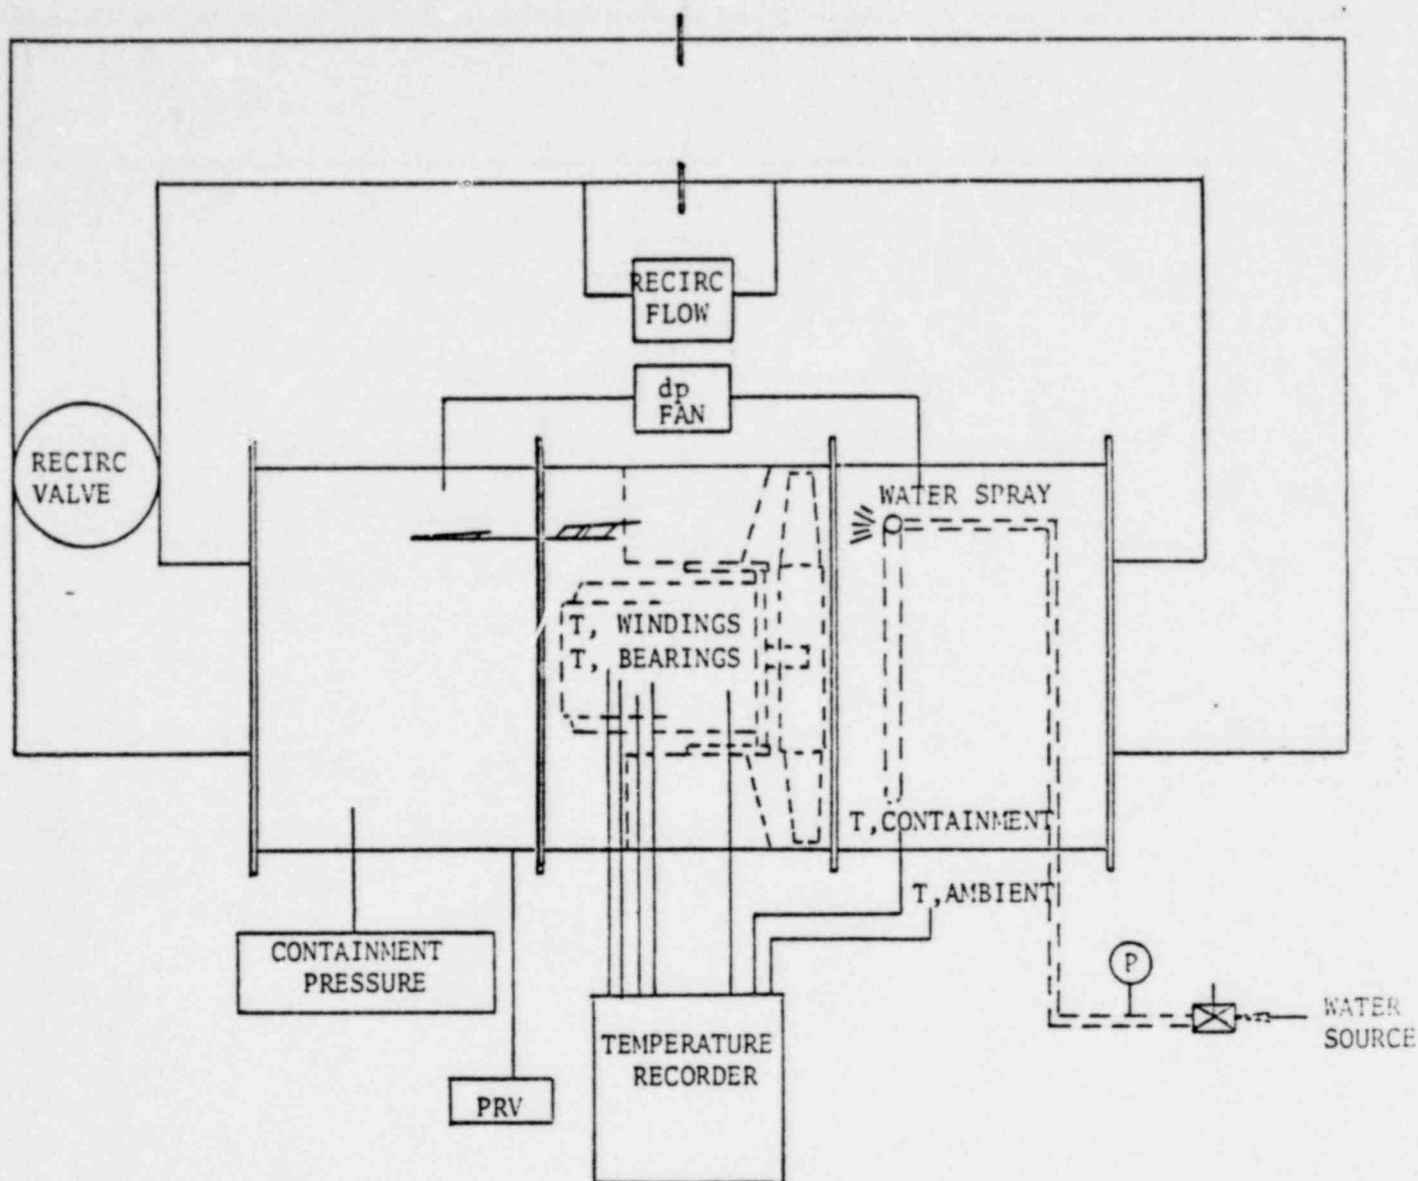 RECIRC
FLOW
dp
FAN
RECIRC
VALVE
WATER SPRAY
T, WINDINGS
T, BEARINGS
T,CONTAINMENT
T,AMBIENT
CONTAINMENT
PRESSURE
P
WATER
SOURCE
TEMPERATURE
RECORDER
PRV